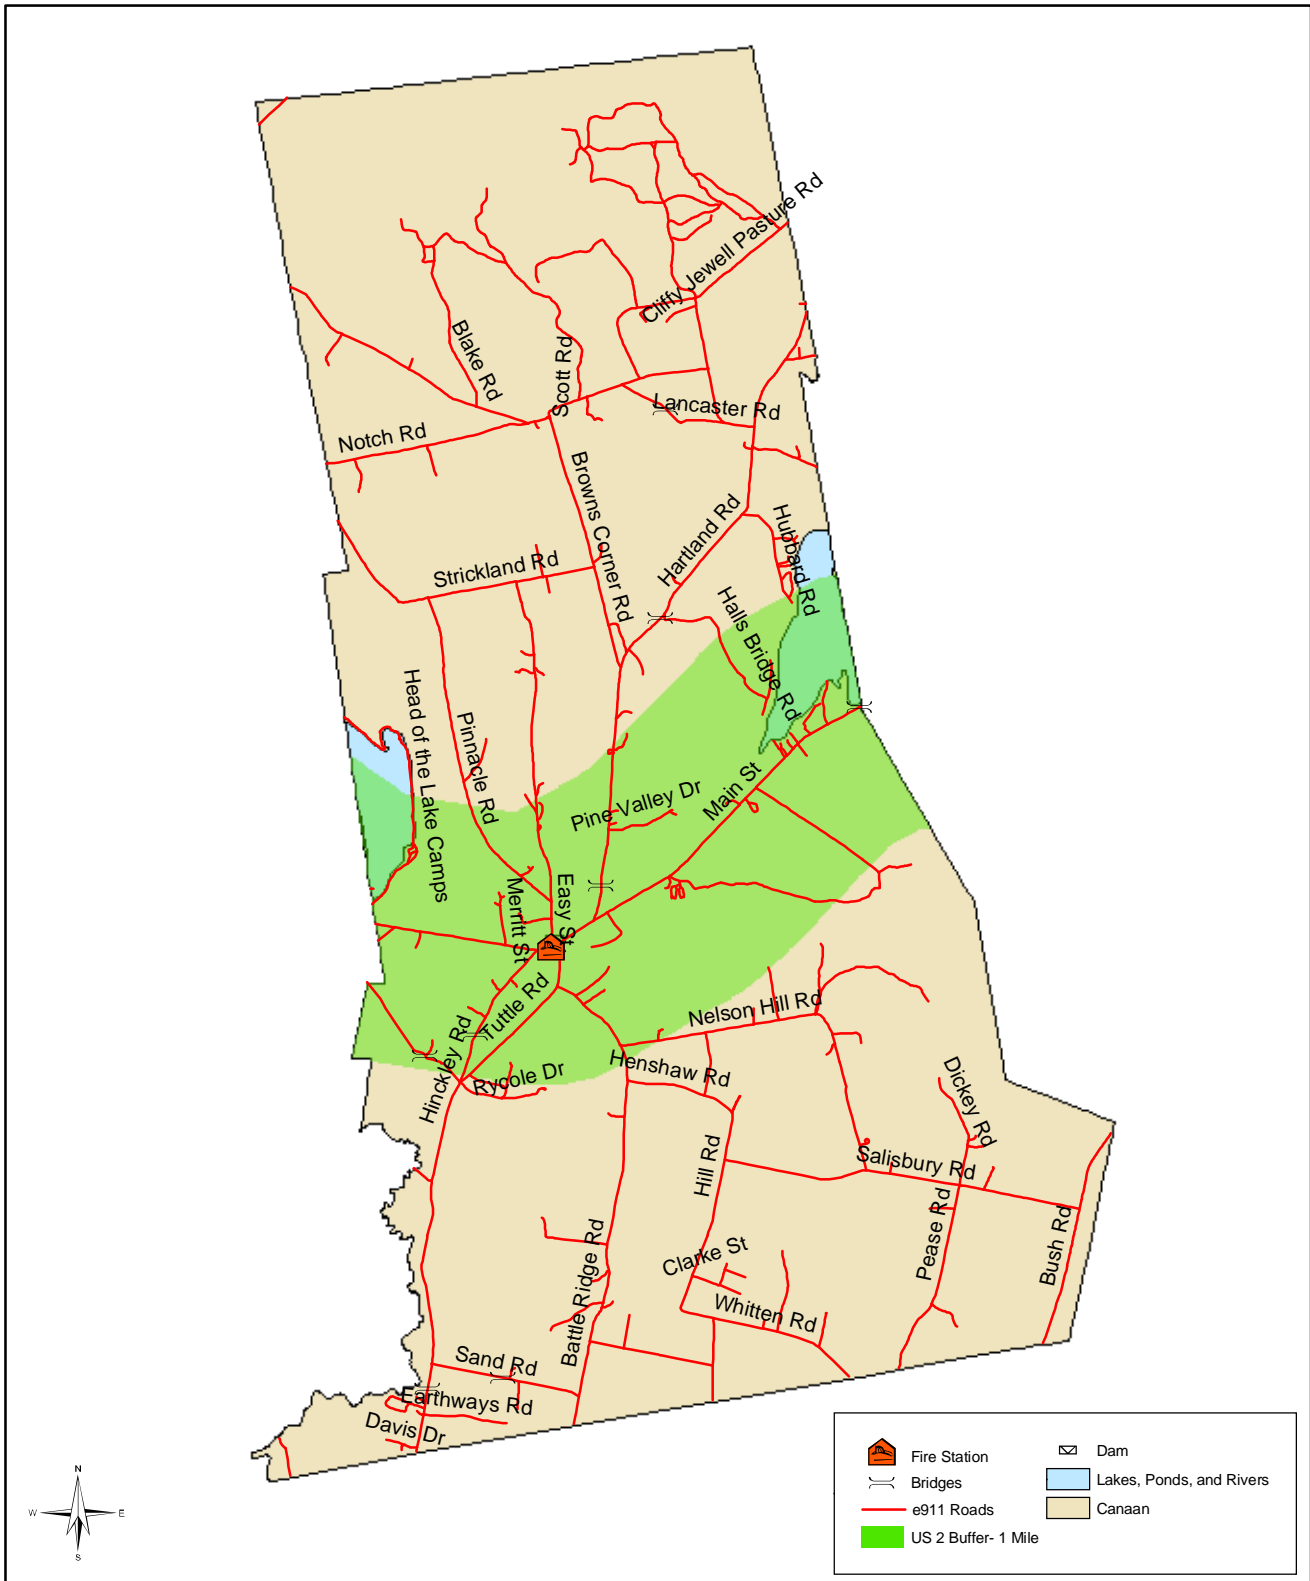 Cliffy Jewell Pasture Rd
Blake Rd
Scott Rd
Lancaster Rd
Notch Rd
Browns Corner Rd
Hartland Rd
Hubbard Rd
Strickland Rd
Halls Bridge Rd
Head of the Lake Camps
Pinnacle Rd
Pine Valley Dr
Main St
Merritt St
Easy St
Tuttle Rd
Nelson Hill Rd
Hinckley Rd
Rycole Dr
Henshaw Rd
Dickey Rd
Hill Rd
Salisbury Rd
Pease Rd
Bush Rd
Battle Ridge Rd
Clarke St
Whitten Rd
Sand Rd
Earthways Rd
Davis Dr
N
W E
S
Fire Station
Bridges
e911 Roads
US 2 Buffer- 1 Mile
Dam
Lakes, Ponds, and Rivers
Canaan